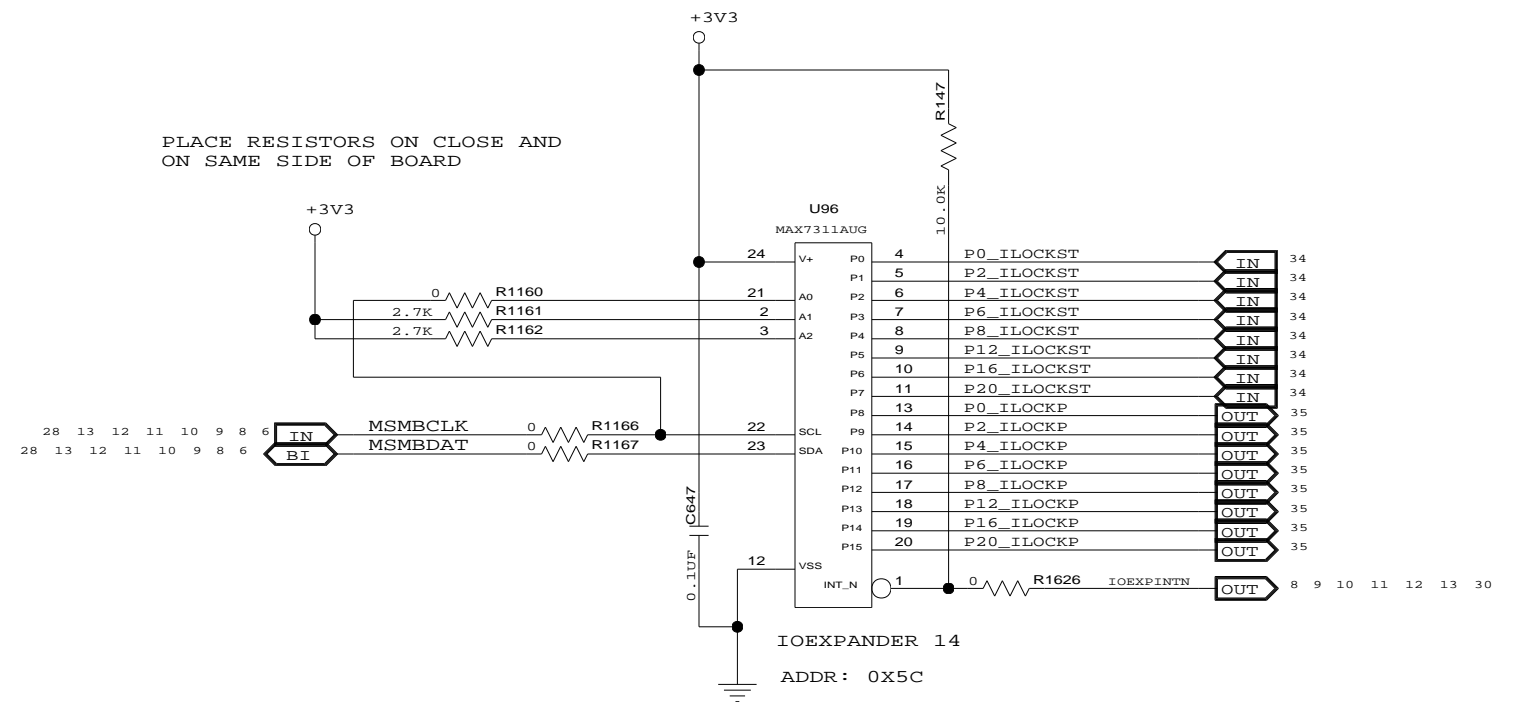 +3V3
R147
10.0K
PLACE RESISTORS ON CLOSE AND
ON SAME SIDE OF BOARD
+3V3
U96
MAX7311AUG
24 V+ P0 4 P0_ILOCKST IN 34
P1 5 P2_ILOCKST IN 34
0 R1160 21 A0 P2 6 P4_ILOCKST IN 34
2.7K R1161 2 A1 P3 7 P6_ILOCKST IN 34
2.7K R1162 3 A2 P4 8 P8_ILOCKST IN 34
P5 9 P12_ILOCKST IN 34
P6 10 P16_ILOCKST IN 34
P7 11 P20_ILOCKST IN 34
P8 13 P0_ILOCKP OUT 35
28 13 12 11 10 9 8 6 IN MSMBCLK 0 R1166 22 SCL P9 14 P2_ILOCKP OUT 35
28 13 12 11 10 9 8 6 BI MSMBDAT 0 R1167 23 SDA P10 15 P4_ILOCKP OUT 35
P11 16 P6_ILOCKP OUT 35
P12 17 P8_ILOCKP OUT 35
P13 18 P12_ILOCKP OUT 35
P14 19 P16_ILOCKP OUT 35
P15 20 P20_ILOCKP OUT 35
C647
0.1UF
12 VSS
INT_N 1 0 R1626 IOEXPINTN OUT 8 9 10 11 12 13 30
IOEXPANDER 14
ADDR: 0X5C